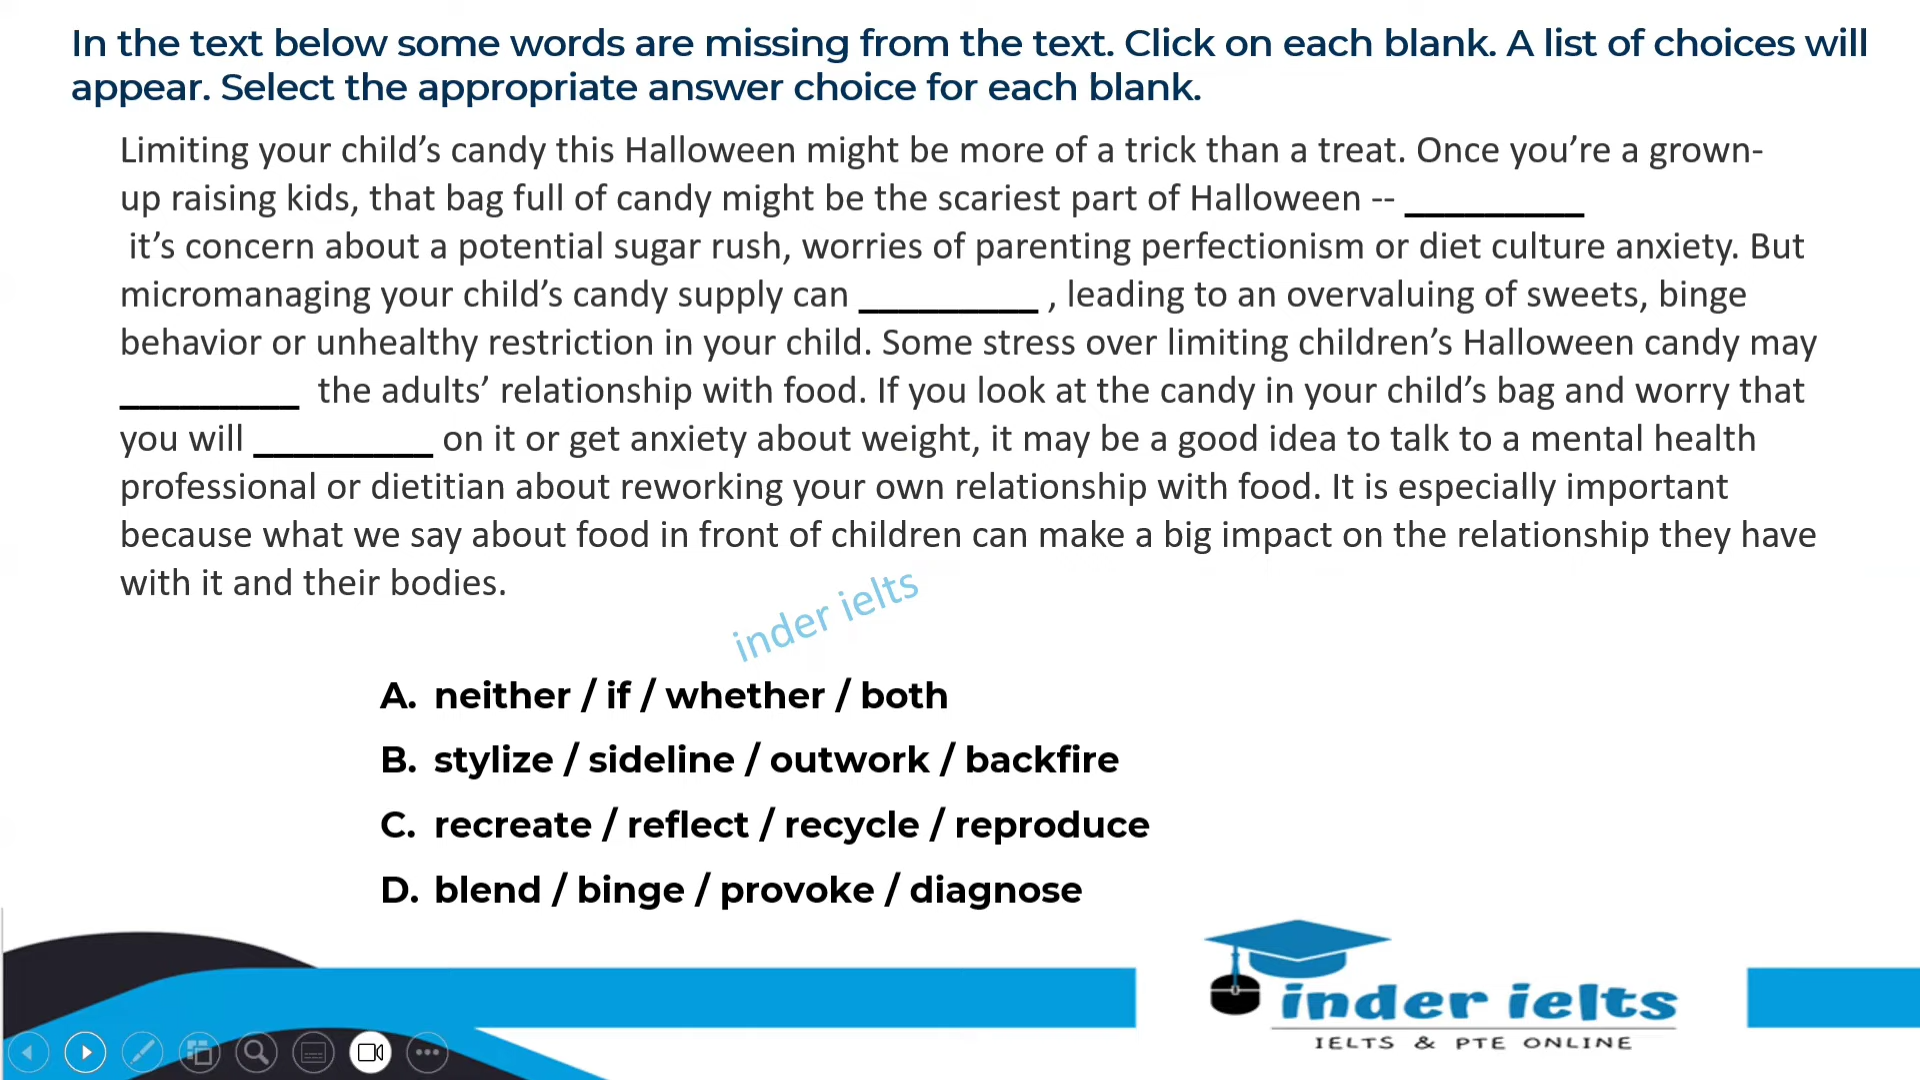 In the text below some words are missing from the text. Click on each blank. A list of choices will
appear. Select the appropriate answer choice for each blank.
Limiting your child’s candy this Halloween might be more of a trick than a treat. Once you’re a grown-
up raising kids, that bag full of candy might be the scariest part of Halloween -- _________
it’s concern about a potential sugar rush, worries of parenting perfectionism or diet culture anxiety. But
micromanaging your child’s candy supply can _________ , leading to an overvaluing of sweets, binge
behavior or unhealthy restriction in your child. Some stress over limiting children’s Halloween candy may
_________ the adults’ relationship with food. If you look at the candy in your child’s bag and worry that
you will _________ on it or get anxiety about weight, it may be a good idea to talk to a mental health
professional or dietitian about reworking your own relationship with food. It is especially important
because what we say about food in front of children can make a big impact on the relationship they have
with it and their bodies.
inder ielts
A. neither / if / whether / both
B. stylize / sideline / outwork / backfire
C. recreate / reflect / recycle / reproduce
D. blend / binge / provoke / diagnose
inder ielts
IELTS & PTE ONLINE